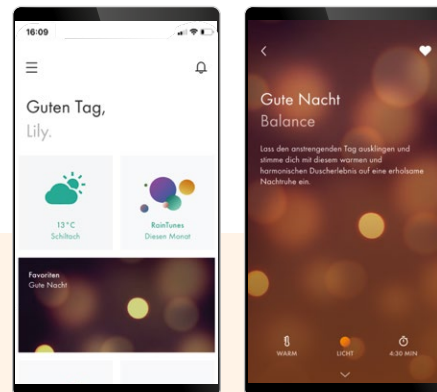 16:09
Guten Tag,
Lily.
13°C
Schiltach
RainTunes
Diesen Monat
Favoriten
Gute Nacht
Gute Nacht
Balance
Lass den anstrengenden Tag ausklingen und
stimme dich mit diesem warmen und
harmonischen Duscherlebnis auf eine erholsame
Nachtruhe ein.
WARM
LICHT
4:30 MIN